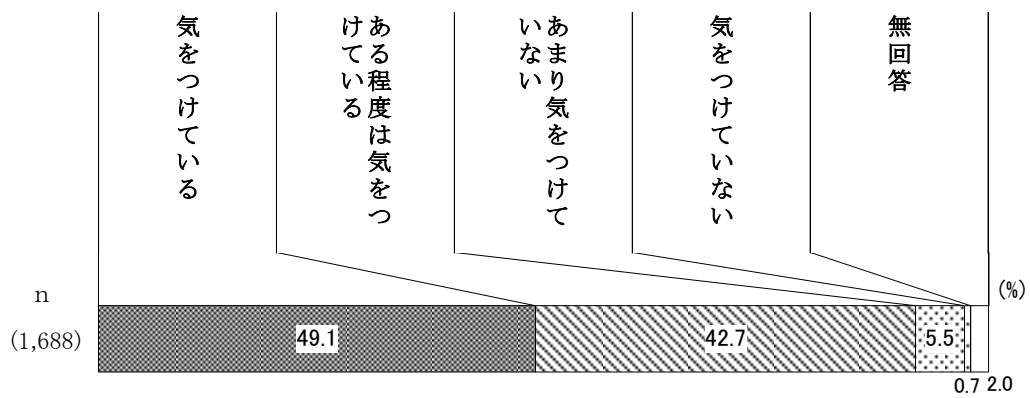 気をつけている
ある程度は気をつ
けている
あまり気をつけて
いない
気をつけていない
無回答
n
(%)
(1,688)
49.1
42.7
5.5
0.7
2.0